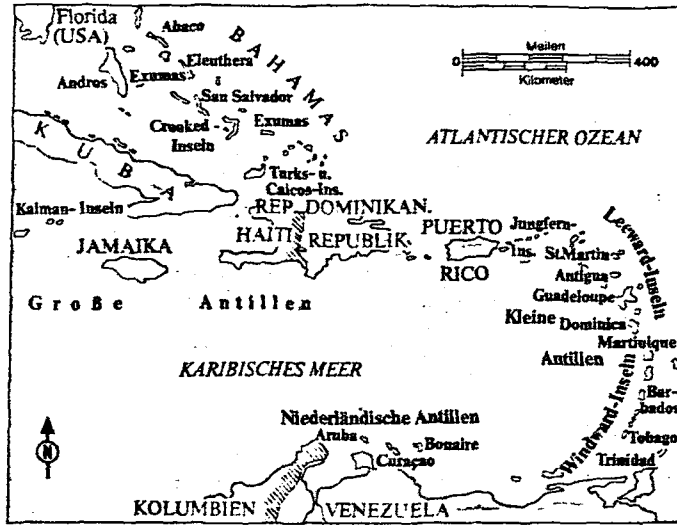 Florida
(USA)
Abaco
BAHAMAS
Meilen
0 400
Kilometer
Andros
Exumas
Eleuthera
San Salvador
Crooked-
Inseln
Exumas
ATLANTISCHER OZEAN
KUBA
Turks- u.
Caicos-Ins.
Kaiman-Inseln
REP. DOMINIKAN.
HAITI
REPUBLIK
JAMAIKA
PUERTO
RICO
Jungfern-
Ins.
St.Martin
Antigua
Guadeloupe
Leeward-Inseln
Große Antillen
Kleine
Antillen
Dominica
Martinique
KARIBISCHES MEER
Windward-Inseln
Bar-
bados
Niederländische Antillen
Aruba
Bonaire
Curaçao
Tobago
Trinidad
N
KOLUMBIEN
VENEZUELA